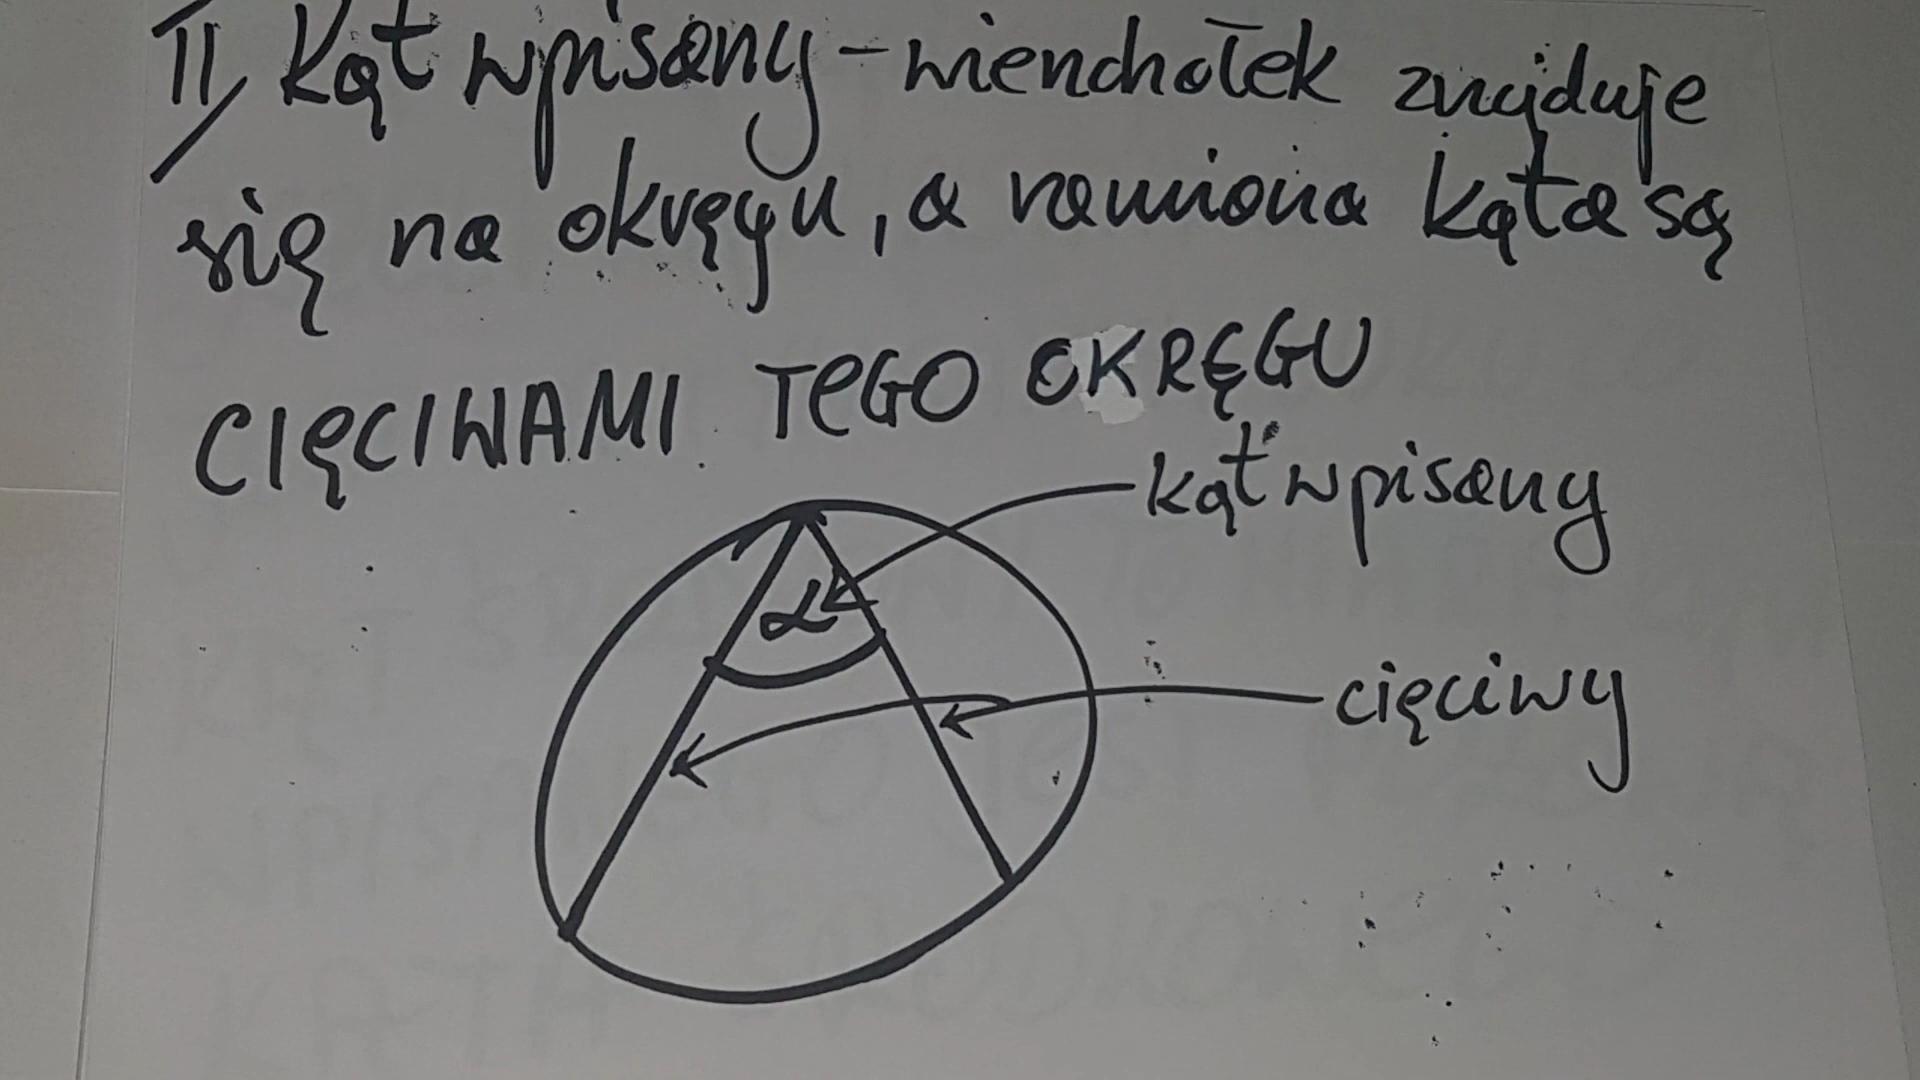 II/ Kąt wpisany – wierzchołek znajduje
się na okręgu, a ramiona kąta są
CIĘCIWAMI TEGO OKRĘGU
kąt wpisany
α
cięciwy